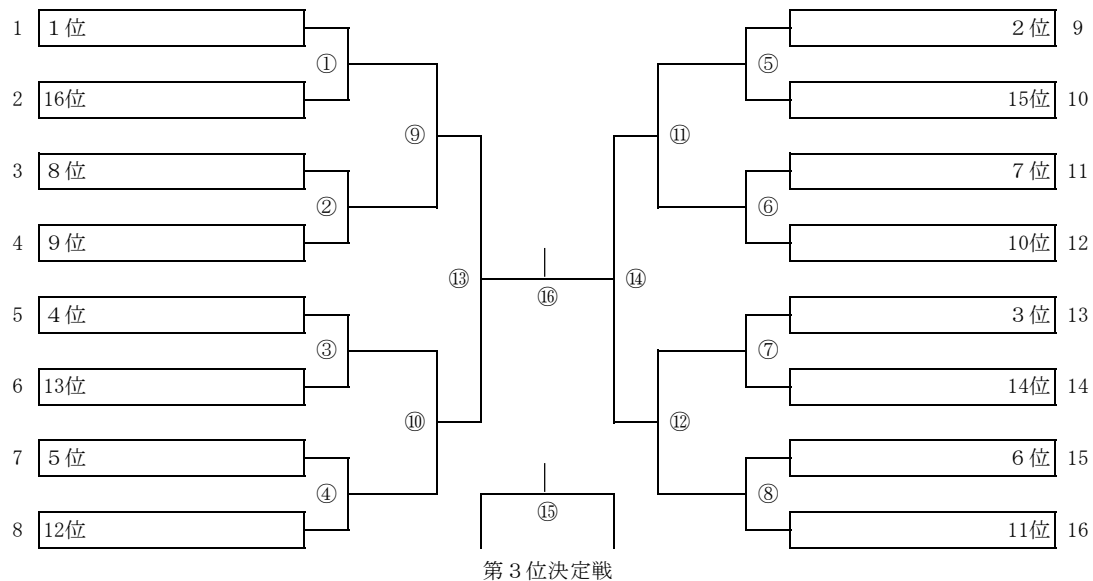 1 １位 ２位 9
① ⑤
2 16位 15位 10
⑨ ⑪
3 ８位 ７位 11
② ⑥
4 ９位 10位 12
⑬ ⑯ ⑭
5 ４位 ３位 13
③ ⑦
6 13位 14位 14
⑩ ⑫
7 ５位 ６位 15
④ ⑮ ⑧
8 12位 11位 16
第３位決定戦